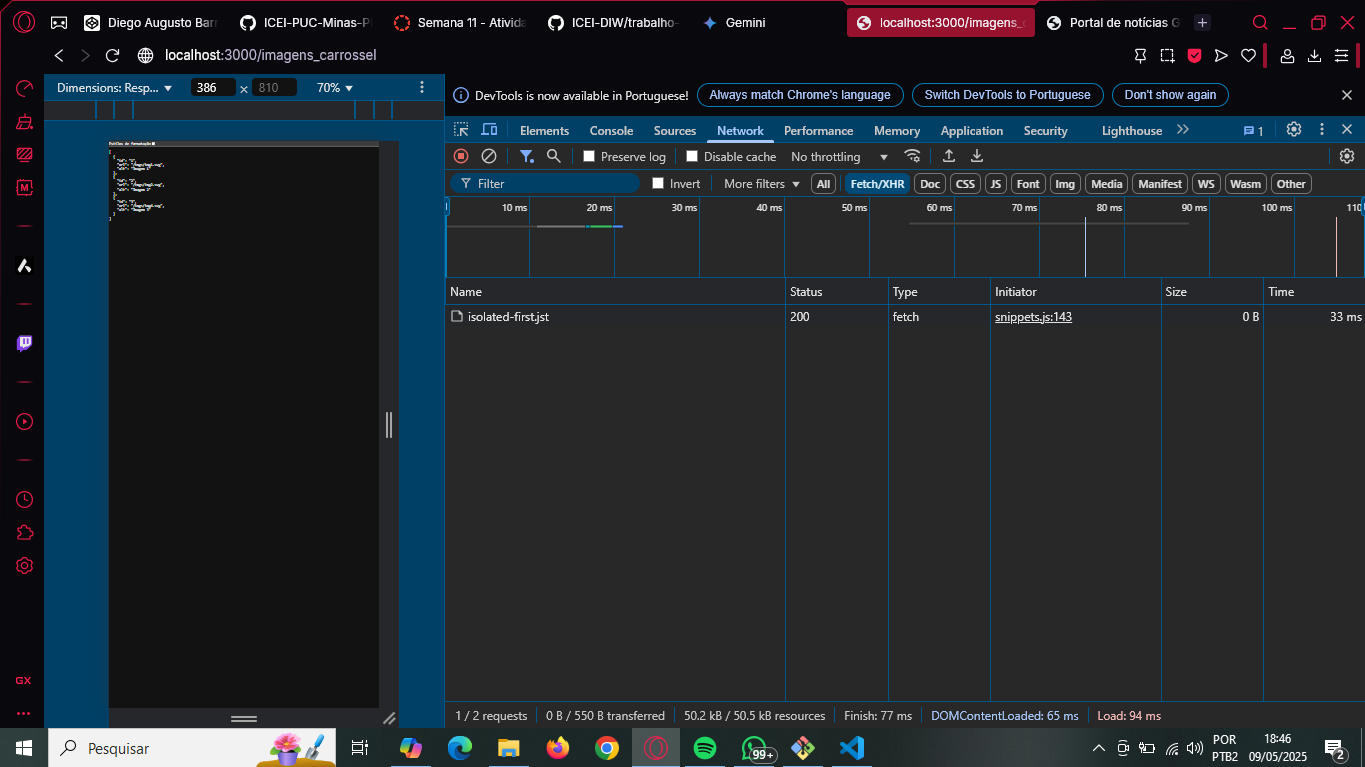 Diego Augusto Barr
ICEI-PUC-Minas-P
Semana 11 - Ativida
ICEI-DIW/trabalho-
Gemini
localhost:3000/imagens_c
Portal de notícias G
localhost:3000/imagens_carrossel
Dimensions: Resp...
386
×
810
70%
DevTools is now available in Portuguese!
Always match Chrome's language
Switch DevTools to Portuguese
Don't show again
Elements
Console
Sources
Network
Performance
Memory
Application
Security
Lighthouse
1
Preserve log
Disable cache
No throttling
Filter
Invert
More filters
All
Fetch/XHR
Doc
CSS
JS
Font
Img
Media
Manifest
WS
Wasm
Other
10 ms
20 ms
30 ms
40 ms
50 ms
60 ms
70 ms
80 ms
90 ms
100 ms
110
Name
Status
Type
Initiator
Size
Time
isolated-first.jst
200
fetch
snippets.js:143
0 B
33 ms
M
GX
1 / 2 requests
0 B / 550 B transferred
50.2 kB / 50.5 kB resources
Finish: 77 ms
DOMContentLoaded: 65 ms
Load: 94 ms
Pesquisar
99+
POR
PTB2
18:46
09/05/2025
2